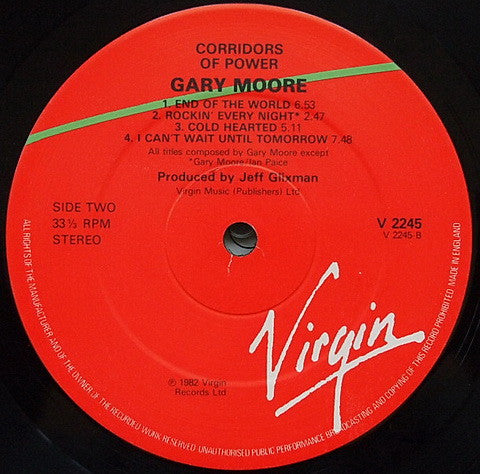 CORRIDORS
OF POWER
GARY MOORE
1. END OF THE WORLD 6.53
2. ROCKIN' EVERY NIGHT* 2.47
3. COLD HEARTED 5.11
4. I CAN'T WAIT UNTIL TOMORROW 7.48
All titles composed by Gary Moore except
*Gary Moore/Ian Paice
Produced by Jeff Glixman
Virgin Music (Publishers) Ltd
SIDE TWO
33⅓ RPM
STEREO
V 2245
V 2245-B
Virgin
℗ 1982 Virgin
Records Ltd
ALL RIGHTS OF THE MANUFACTURER AND OF THE OWNER OF THE RECORDED WORK RESERVED UNAUTHORISED PUBLIC PERFORMANCE BROADCASTING AND COPYING OF THIS RECORD PROHIBITED MADE IN ENGLAND